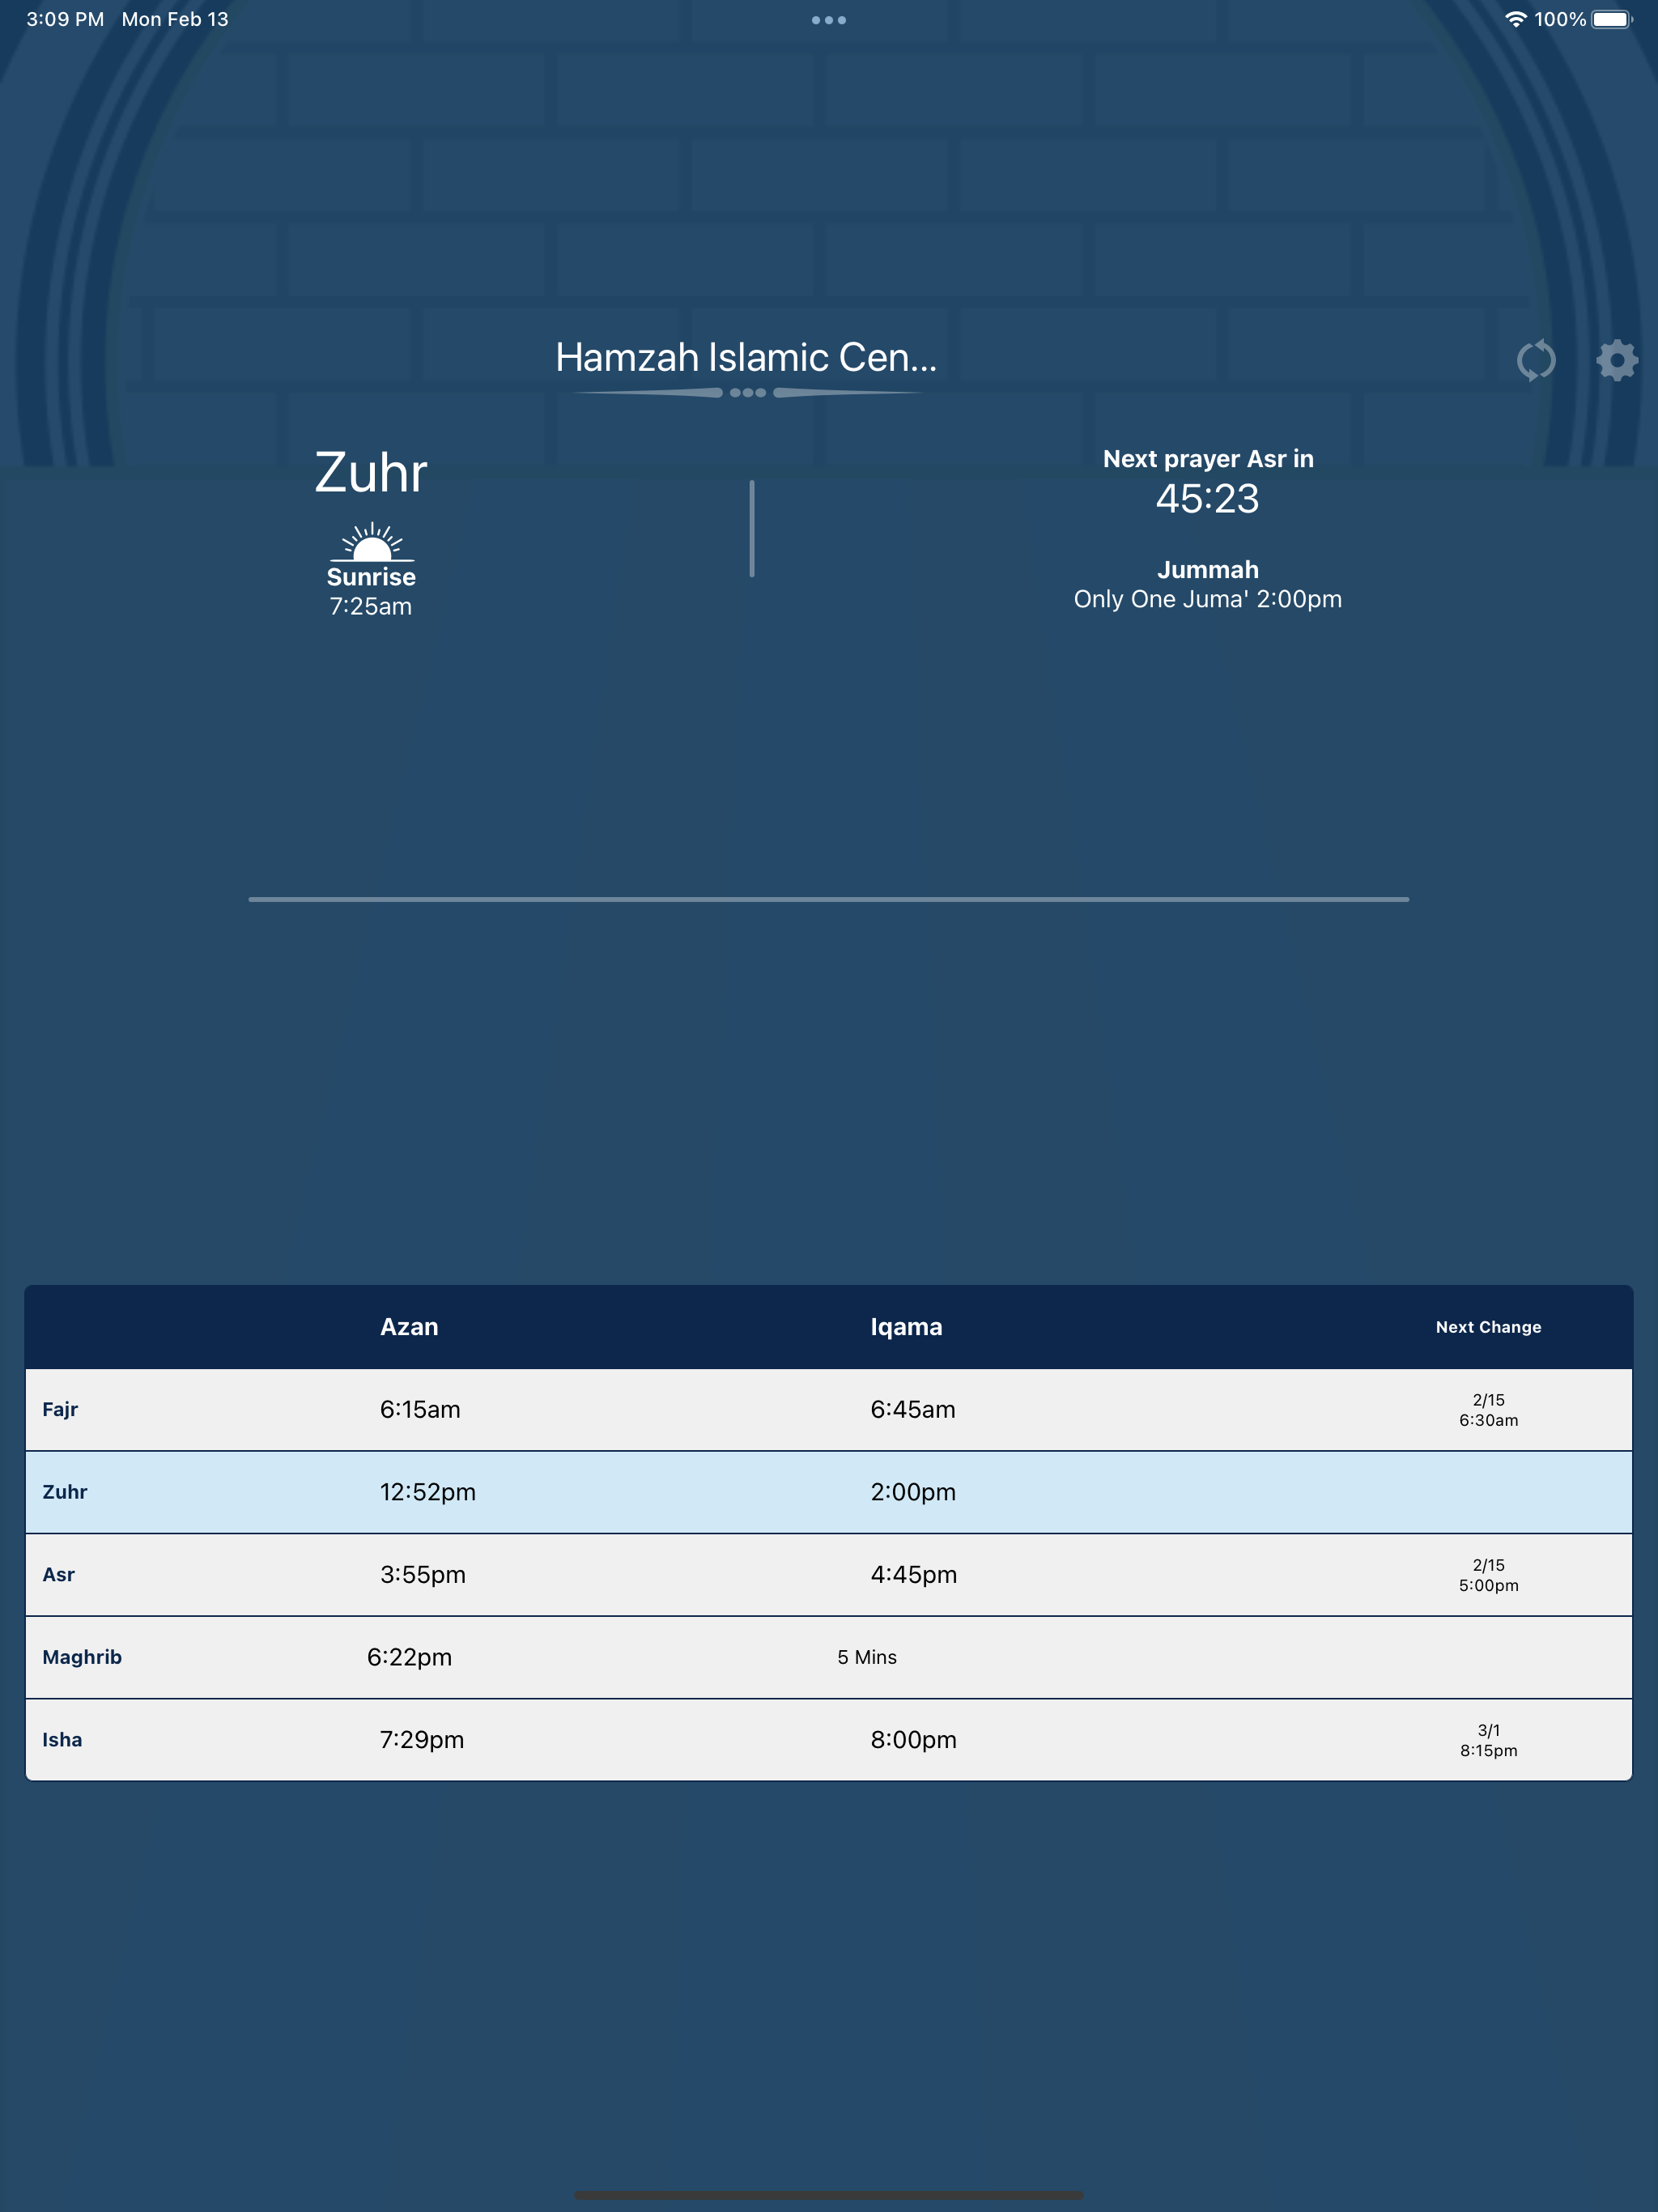 3:09 PM Mon Feb 13
100%
Hamzah Islamic Cen...
Zuhr
Sunrise
7:25am
Next prayer Asr in
45:23
Jummah
Only One Juma' 2:00pm
Azan Iqama Next Change
Fajr 6:15am 6:45am 2/15 6:30am
Zuhr 12:52pm 2:00pm
Asr 3:55pm 4:45pm 2/15 5:00pm
Maghrib 6:22pm 5 Mins
Isha 7:29pm 8:00pm 3/1 8:15pm